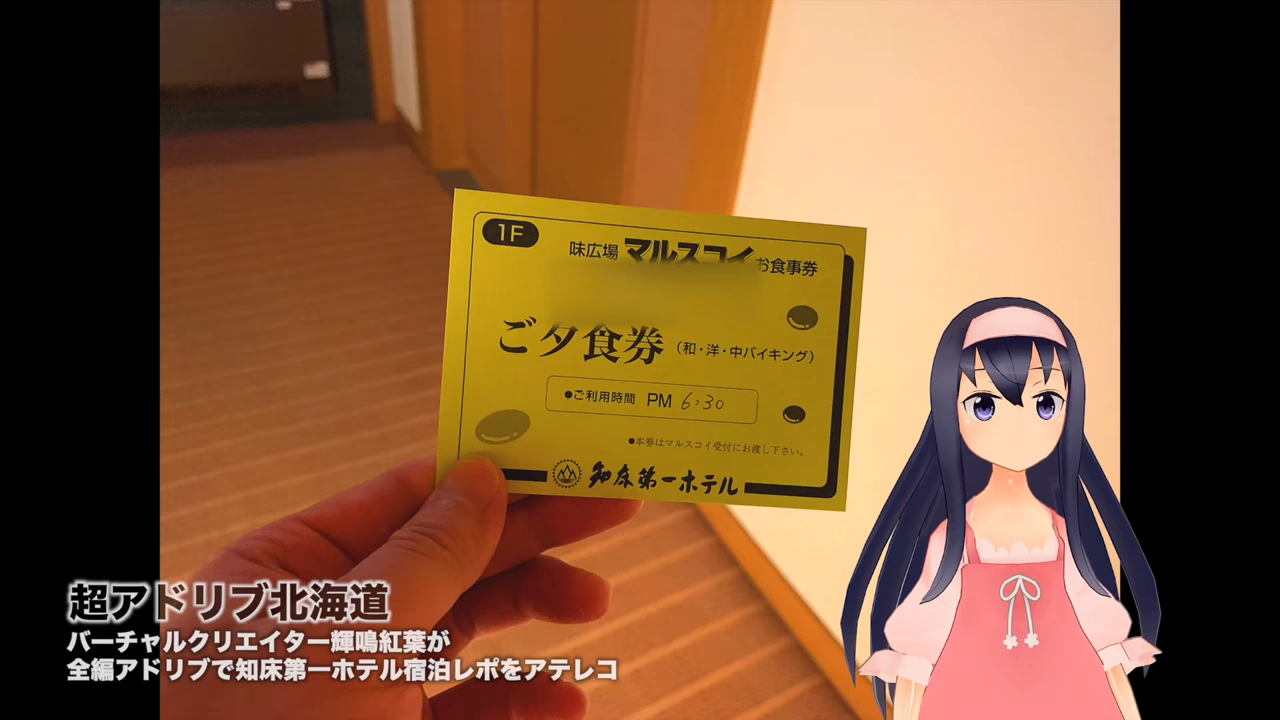 1F
味広場 マルスコイ お食事券
ご夕食券 (和・洋・中バイキング)
●ご利用時間 PM 6:30
●本券はマルスコイ受付にお渡し下さい。
知床第一ホテル
超アドリブ北海道
バーチャルクリエイター輝鳴紅葉が
全編アドリブで知床第一ホテル宿泊レポをアテレコ